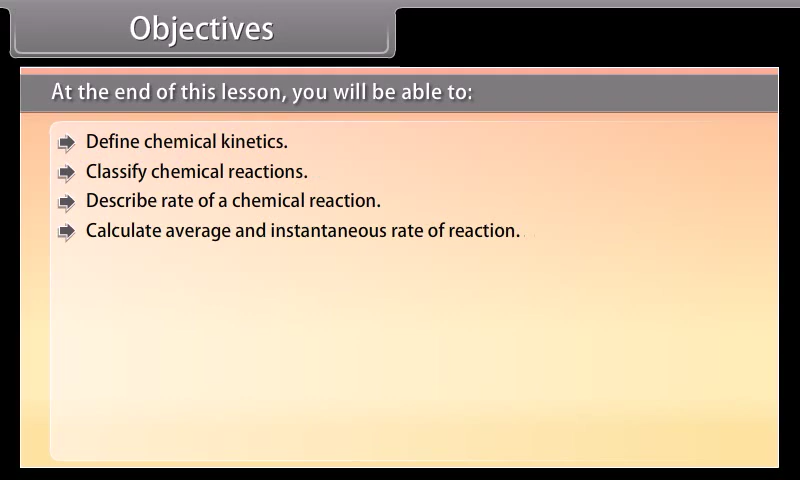 Objectives
At the end of this lesson, you will be able to:
Define chemical kinetics.
Classify chemical reactions.
Describe rate of a chemical reaction.
Calculate average and instantaneous rate of reaction.